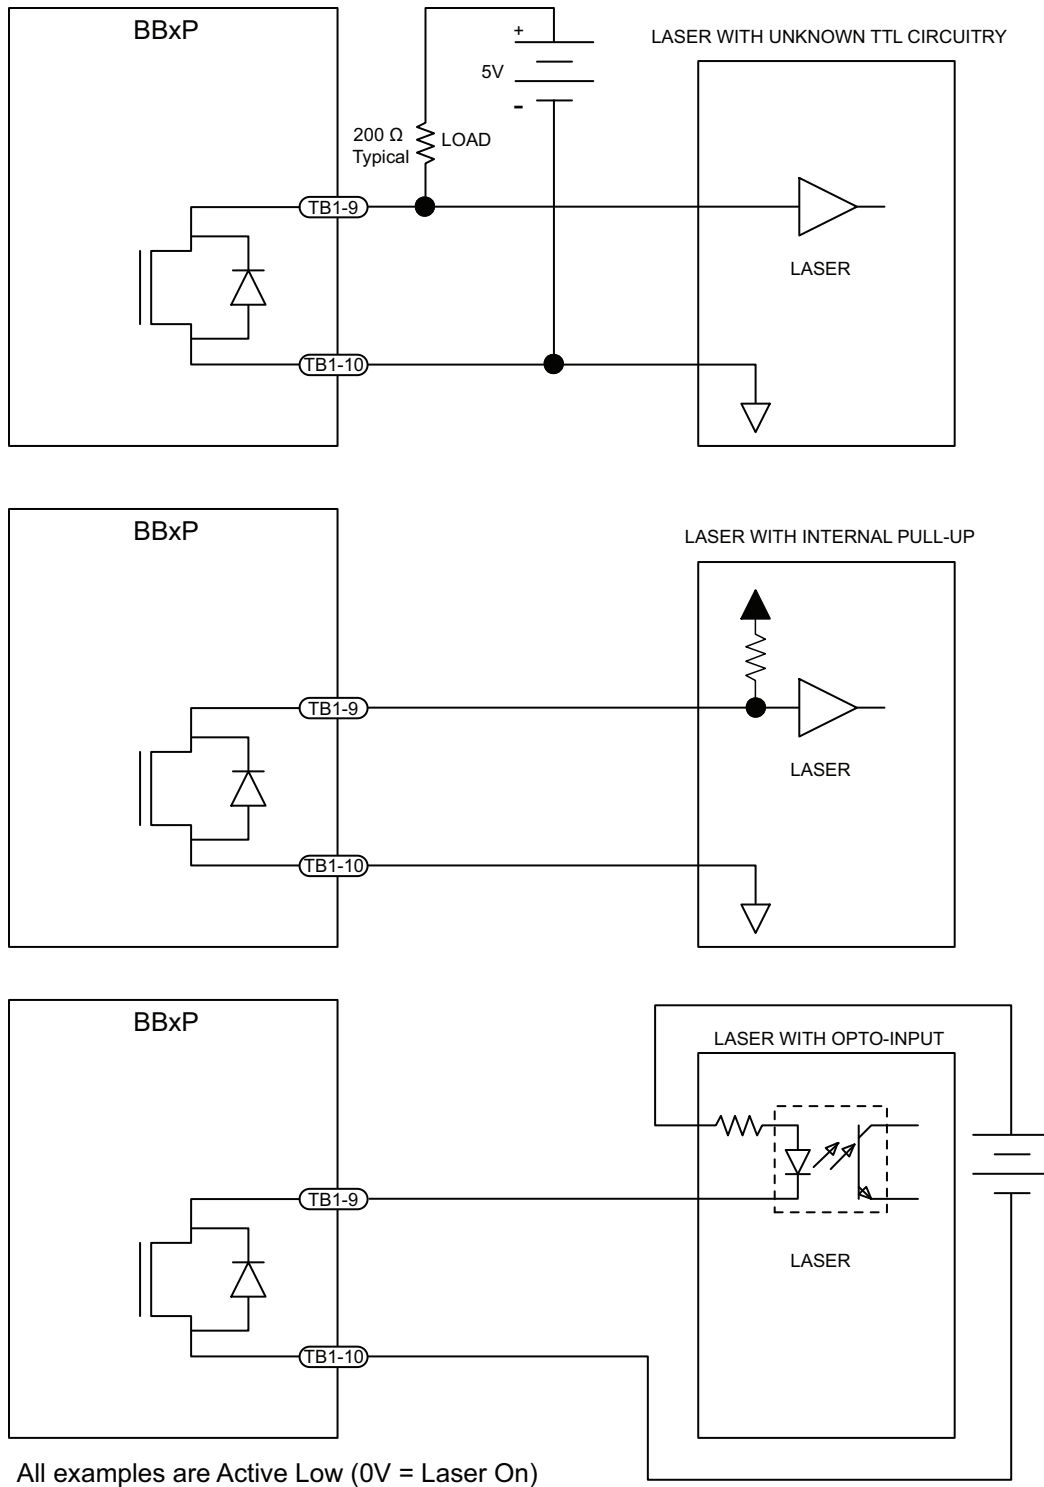 BBxP
LASER WITH UNKNOWN TTL CIRCUITRY
+
5V
-
200 Ω
Typical
LOAD
TB1-9
LASER
TB1-10
BBxP
LASER WITH INTERNAL PULL-UP
TB1-9
LASER
TB1-10
BBxP
LASER WITH OPTO-INPUT
TB1-9
LASER
TB1-10
All examples are Active Low (0V = Laser On)